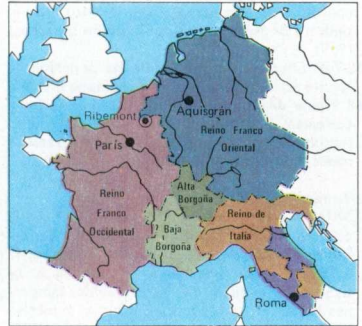 Ribemont
Aquisgrán
Reino Franco
Oriental
París
Alta
Borgoña
Reino
Franco
Occidental
Baja
Borgoña
Reino de
Italia
Roma